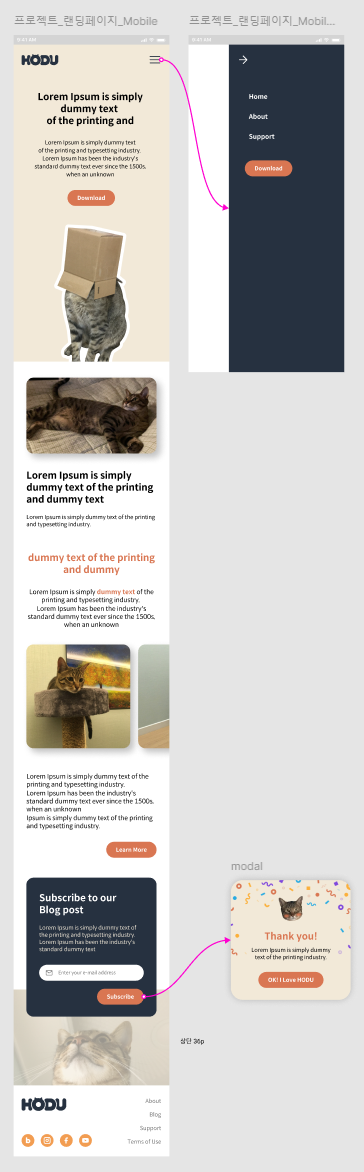 프로젝트_랜딩페이지_Mobile
프로젝트_랜딩페이지_Mobil...
9:41 AM
HODU
Lorem Ipsum is simply
dummy text
of the printing and
Lorem Ipsum is simply dummy text
of the printing and typesetting industry.
Lorem Ipsum has been the industry's
standard dummy text ever since the 1500s.
when an unknown
Download
9:41 AM
Home
About
Support
Download
Lorem Ipsum is simply
dummy text of the printing
and dummy text
Lorem Ipsum is simply dummy text of the printing
and typesetting industry.
dummy text of the printing
and dummy
Lorem Ipsum is simply dummy text of the
printing and typesetting industry.
Lorem Ipsum has been the industry's
standard dummy text ever since the 1500s.
when an unknown
Lorem Ipsum is simply dummy text of the
printing and typesetting industry.
Lorem Ipsum has been the industry's
standard dummy text ever since the 1500s.
when an unknown
Ipsum is simply dummy text of the printing
and typesetting industry.
Learn More
Subscribe to our
Blog post
Lorem Ipsum is simply dummy text of
the printing and typesetting industry.
Lorem Ipsum has been the industry's
standard dummy text
Enter your e-mail address
Subscribe
modal
Thank you!
Lorem Ipsum is simply dummy
text of the printing industry.
OK! I Love HODU
상단 36p
HODU
About
Blog
Support
Terms of Use